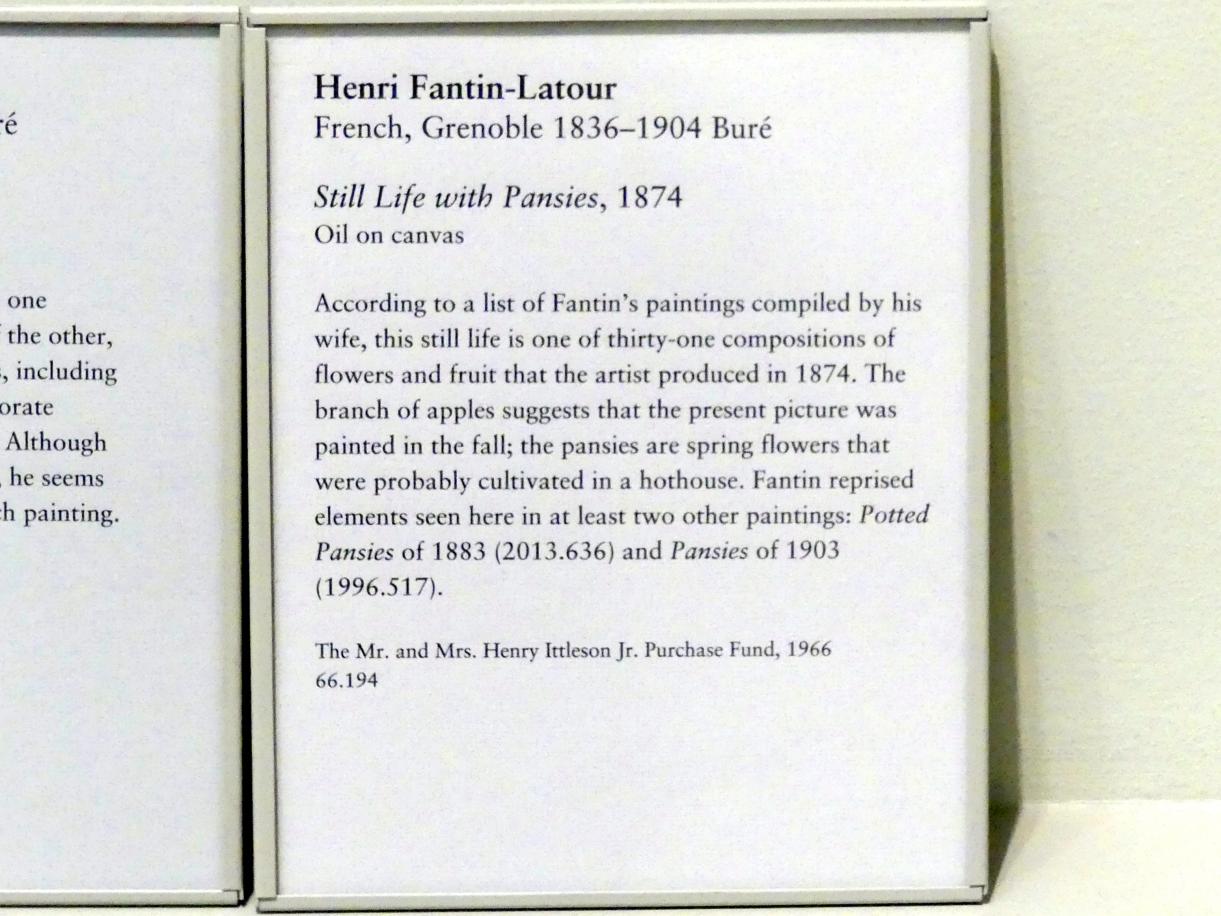 ré
one
the other,
, including
Although
, he seems
painting.
Henri Fantin-Latour
French, Grenoble 1836–1904 Buré
Still Life with Pansies, 1874
Oil on canvas
According to a list of Fantin's paintings compiled by his
wife, this still life is one of thirty-one compositions of
flowers and fruit that the artist produced in 1874. The
branch of apples suggests that the present picture was
painted in the fall; the pansies are spring flowers that
were probably cultivated in a hothouse. Fantin reprised
elements seen here in at least two other paintings: Potted
Pansies of 1883 (2013.636) and Pansies of 1903
(1996.517).
The Mr. and Mrs. Henry Ittleson Jr. Purchase Fund, 1966
66.194